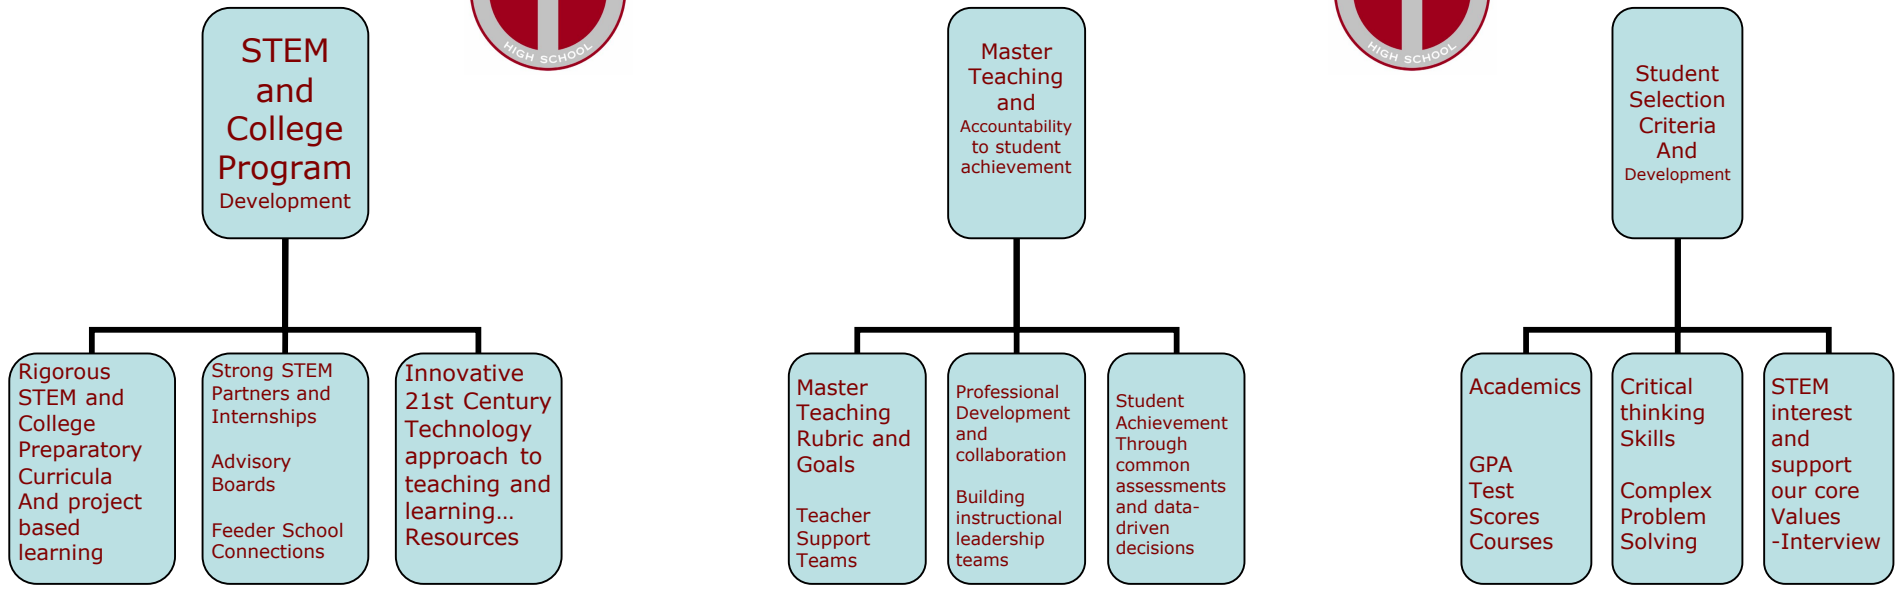 STEM
and
College
Program
Development
HIGH SCHOOL
Master
Teaching
and
Accountability
to student
achievement
HIGH SCHOOL
Student
Selection
Criteria
And
Development
Rigorous
STEM and
College
Preparatory
Curricula
And project
based
learning
Strong STEM
Partners and
Internships
Advisory
Boards
Feeder School
Connections
Innovative
21st Century
Technology
approach to
teaching and
learning...
Resources
Master
Teaching
Rubric and
Goals
Teacher
Support
Teams
Professional
Development
and
collaboration
Building
instructional
leadership
teams
Student
Achievement
Through
common
assessments
and data-
driven
decisions
Academics
GPA
Test
Scores
Courses
Critical
thinking
Skills
Complex
Problem
Solving
STEM
interest
and
support
our core
Values
-Interview